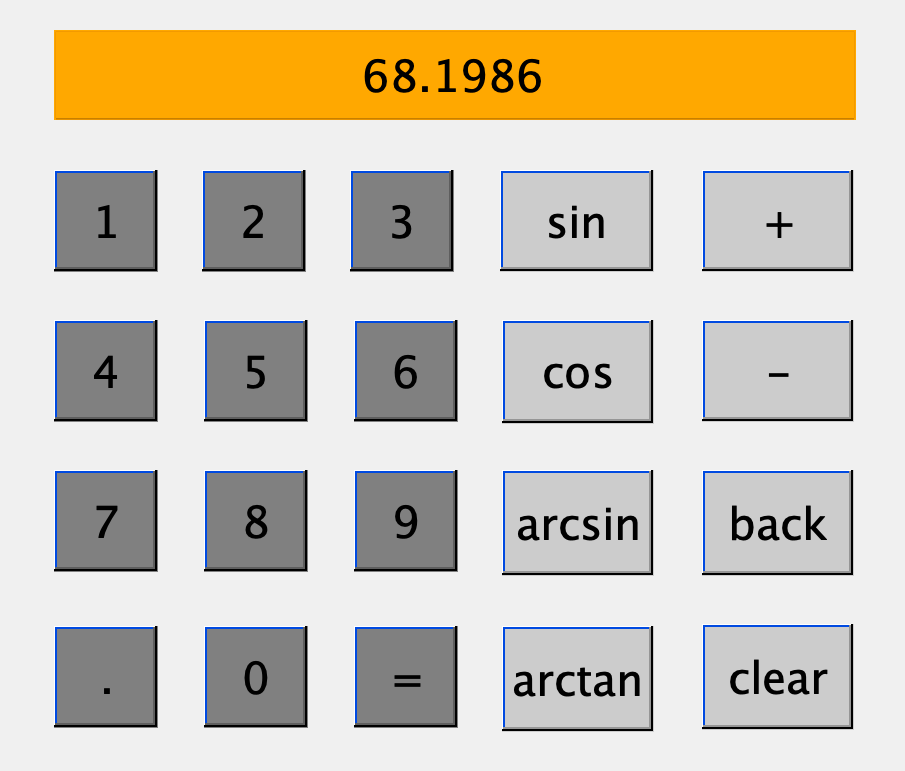 68.1986
1 2 3 sin +
4 5 6 cos -
7 8 9 arcsin back
. 0 = arctan clear